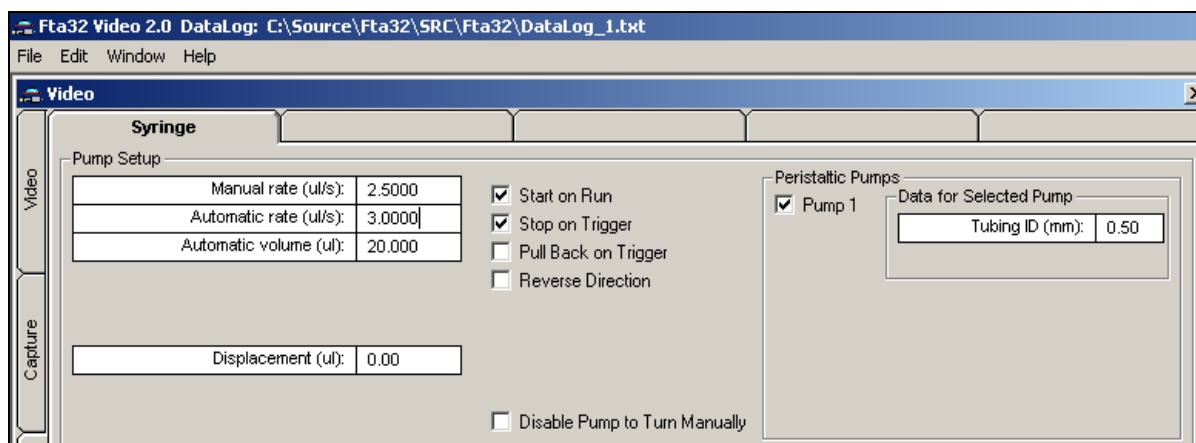 Fta32 Video 2.0 DataLog: C:\Source\Fta32\SRC\Fta32\DataLog_1.txt
File Edit Window Help
Video
Video
Capture
Syringe
Pump Setup
Manual rate (ul/s): 2.5000
Automatic rate (ul/s): 3.0000
Automatic volume (ul): 20.000
Displacement (ul): 0.00
Start on Run
Stop on Trigger
Pull Back on Trigger
Reverse Direction
Disable Pump to Turn Manually
Peristaltic Pumps
Pump 1
Data for Selected Pump
Tubing ID (mm): 0.50